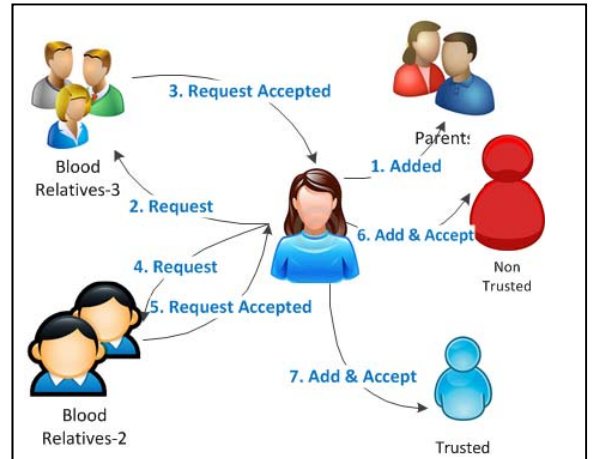 3. Request Accepted
Parents
Blood
Relatives-3
1. Added
2. Request
6. Add & Accept
4. Request
Non
Trusted
5. Request Accepted
7. Add & Accept
Blood
Relatives-2
Trusted